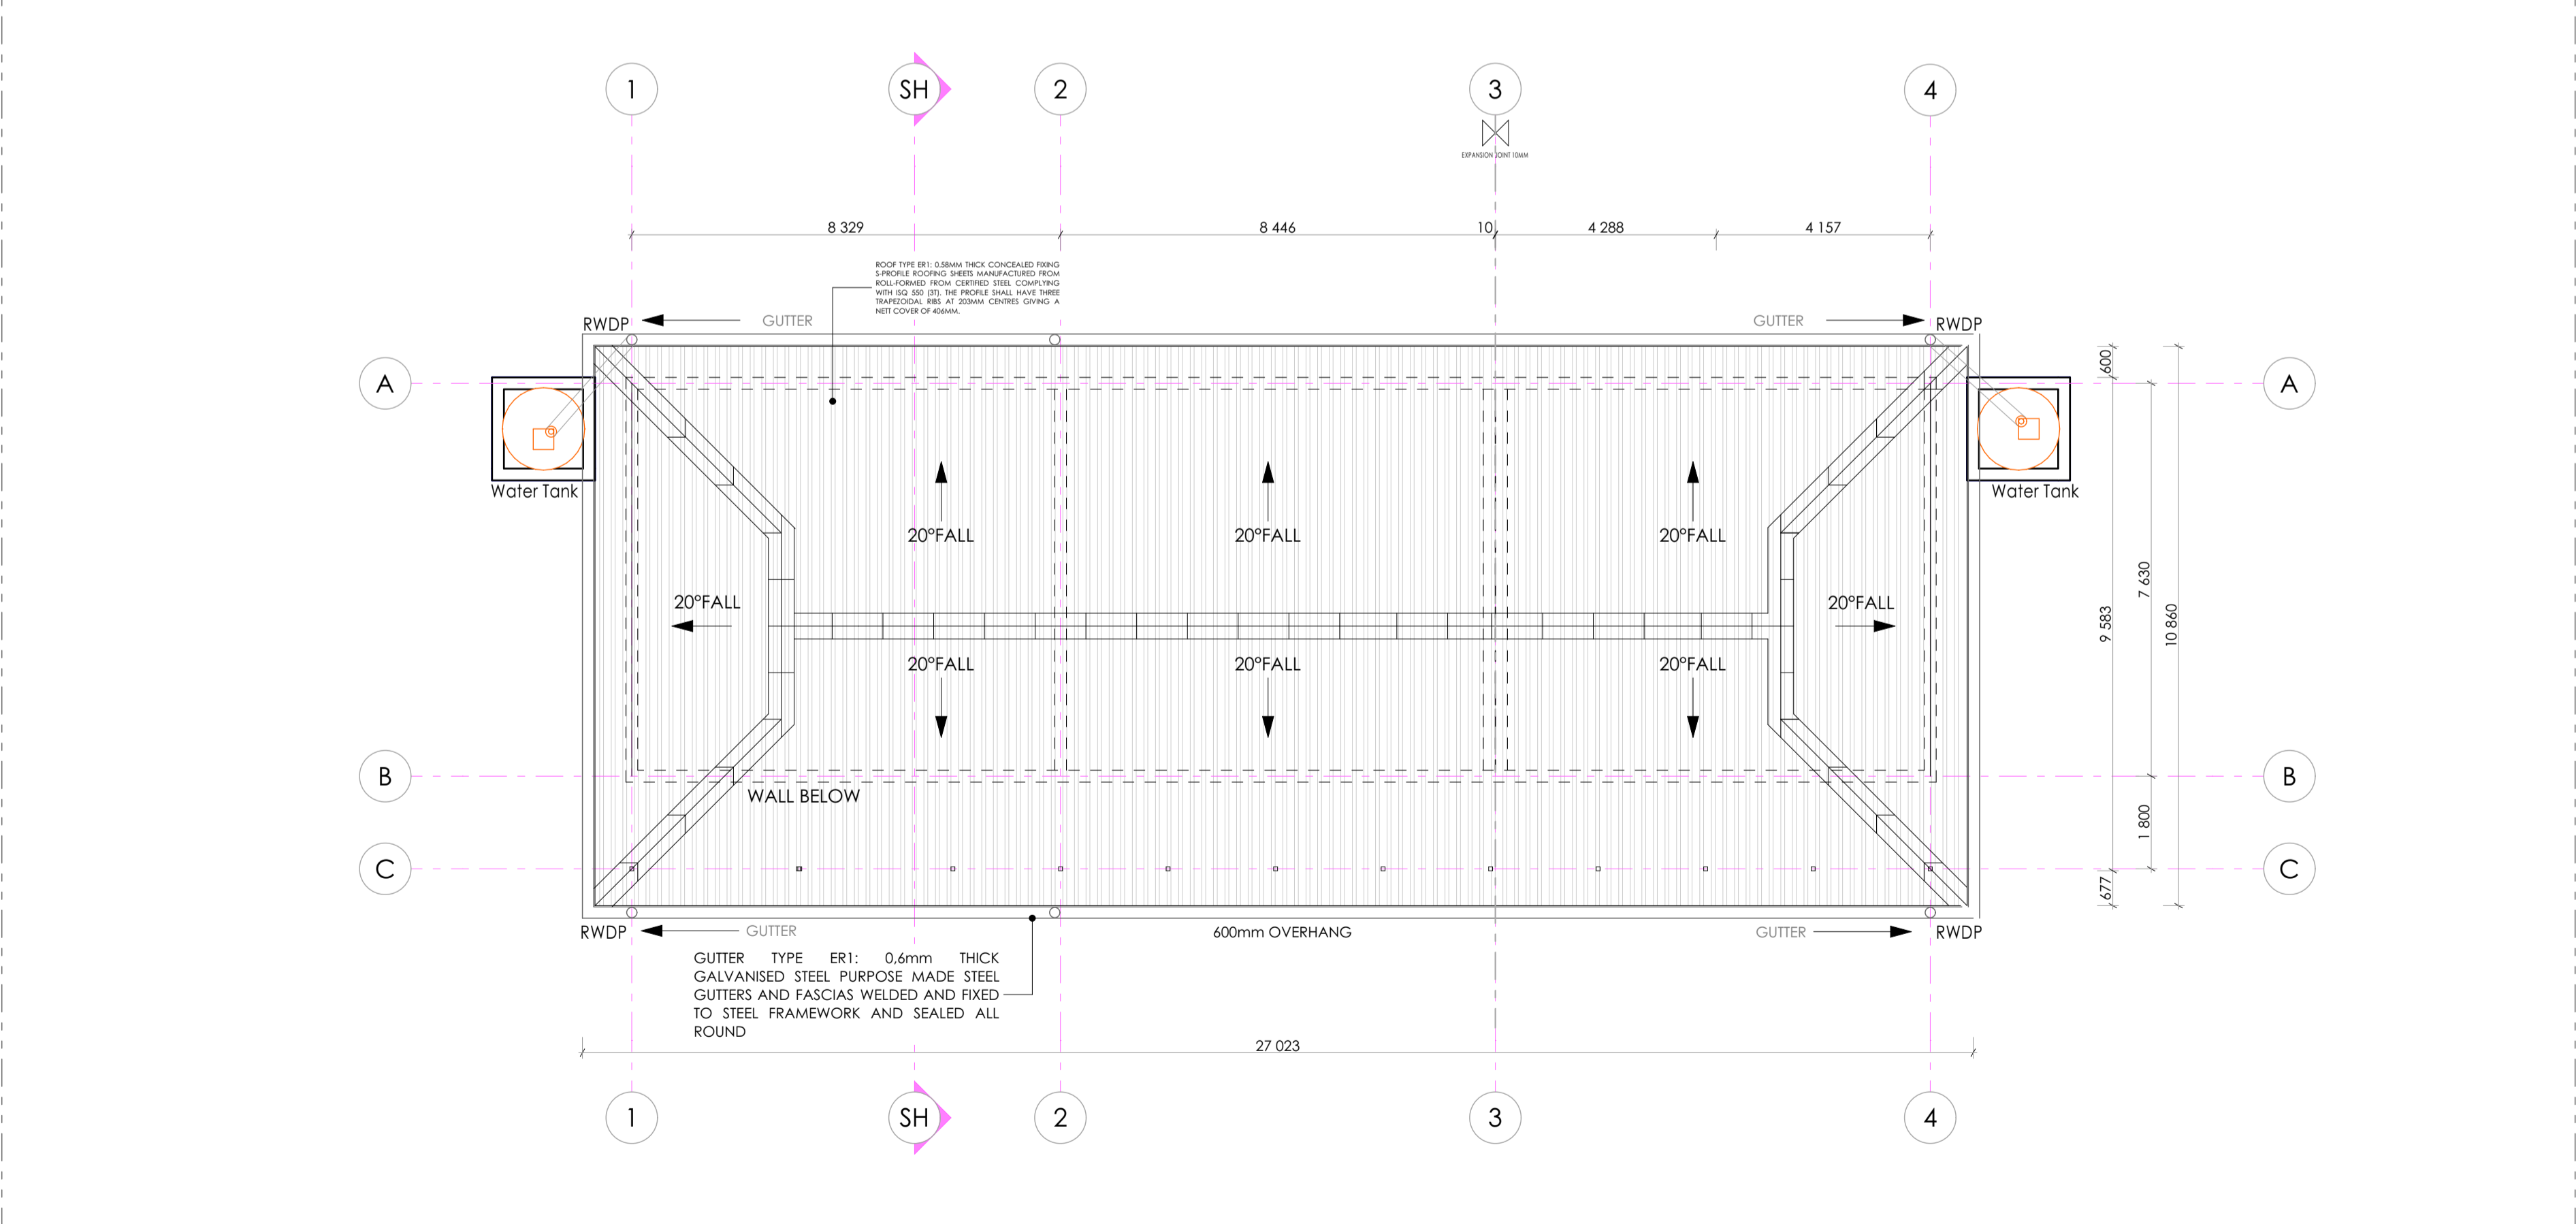 1
SH
2
3
4
EXPANSION JOINT 10MM
8 329
8 446
10
4 288
4 157
ROOF TYPE ER1: 0.58MM THICK CONCEALED FIXING
S-PROFILE ROOFING SHEETS MANUFACTURED FROM
ROLL-FORMED FROM CERTIFIED STEEL COMPLYING
WITH ISQ 550 (3T). THE PROFILE SHALL HAVE THREE
TRAPEZOIDAL RIBS AT 203MM CENTRES GIVING A
NETT COVER OF 406MM.
RWDP
GUTTER
GUTTER
RWDP
600
A
A
Water Tank
Water Tank
20°FALL
20°FALL
20°FALL
7 630
20°FALL
20°FALL
9 583
10 860
20°FALL
20°FALL
20°FALL
B
B
WALL BELOW
1 800
C
C
677
RWDP
GUTTER
600mm OVERHANG
GUTTER
RWDP
GUTTER TYPE ER1: 0,6mm THICK
GALVANISED STEEL PURPOSE MADE STEEL
GUTTERS AND FASCIAS WELDED AND FIXED
TO STEEL FRAMEWORK AND SEALED ALL
ROUND
27 023
1
SH
2
3
4